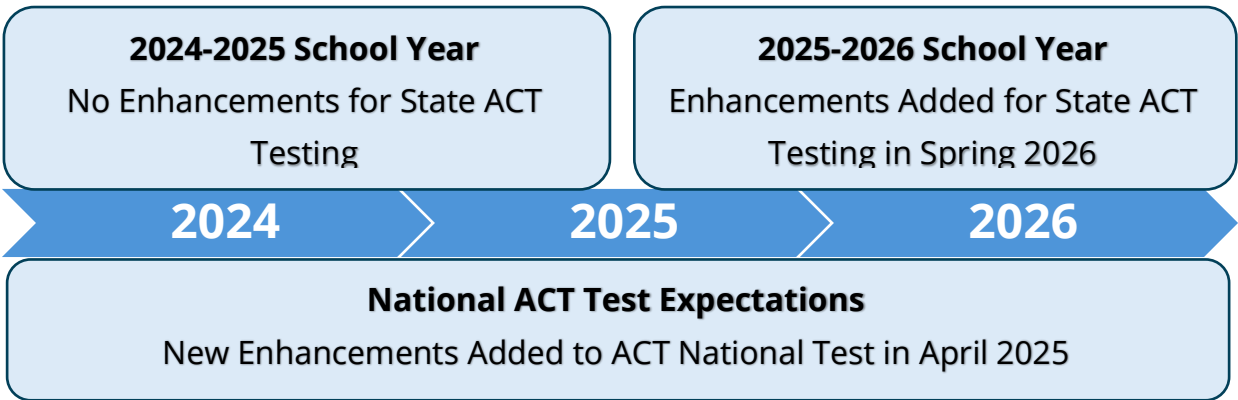 2024-2025 School Year
No Enhancements for State ACT
Testing
2025-2026 School Year
Enhancements Added for State ACT
Testing in Spring 2026
2024
2025
2026
National ACT Test Expectations
New Enhancements Added to ACT National Test in April 2025